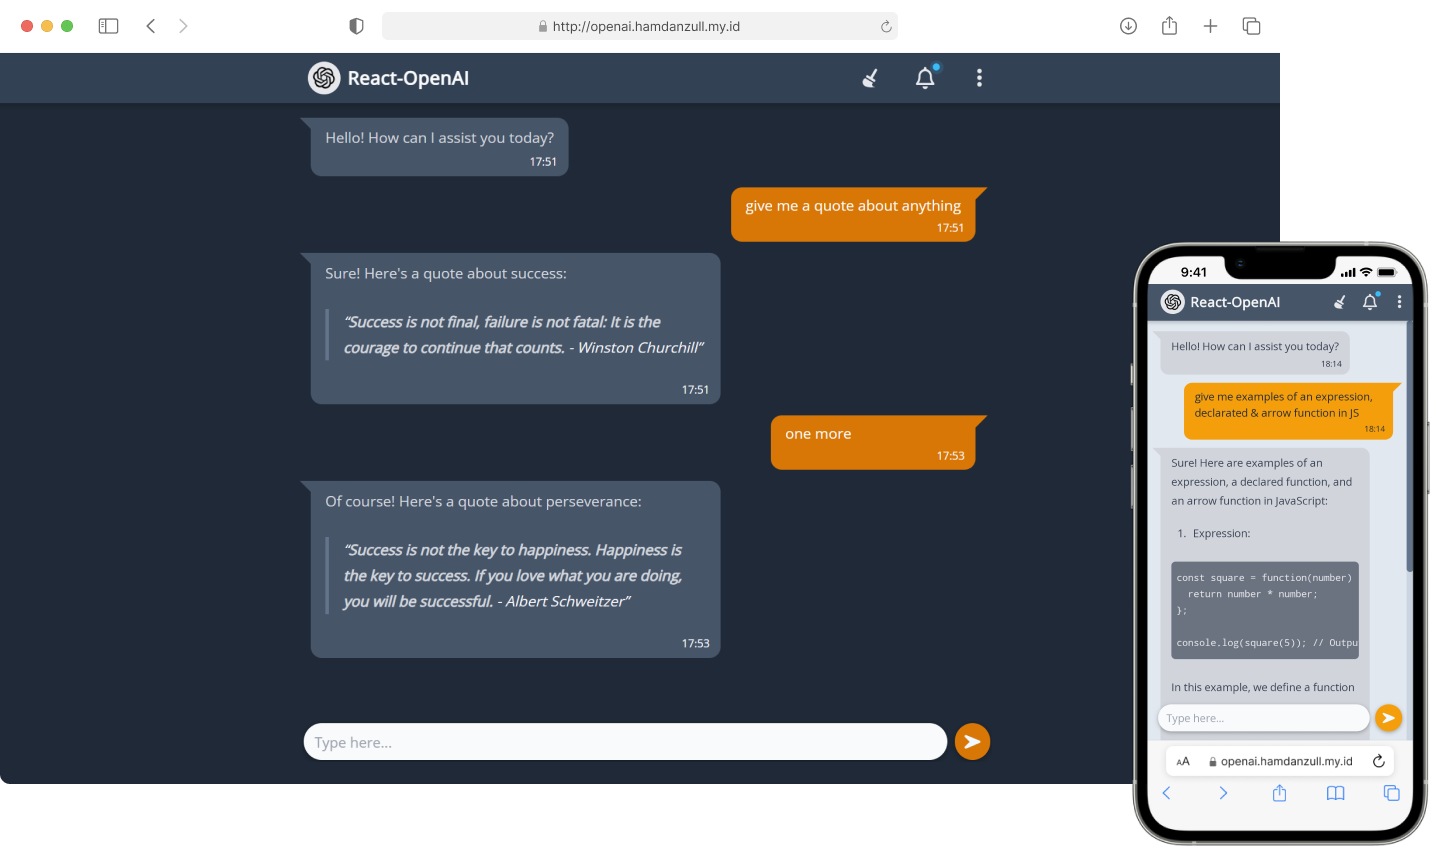 http://openai.hamdanzull.my.id
React-OpenAI
Hello! How can I assist you today?
17:51
give me a quote about anything
17:51
Sure! Here's a quote about success:
“Success is not final, failure is not fatal: It is the
courage to continue that counts. - Winston Churchill”
17:51
one more
17:53
Of course! Here's a quote about perseverance:
“Success is not the key to happiness. Happiness is
the key to success. If you love what you are doing,
you will be successful. - Albert Schweitzer”
17:53
Type here...
9:41
React-OpenAI
Hello! How can I assist you today?
18:14
give me examples of an expression,
declarated & arrow function in JS
18:14
Sure! Here are examples of an
expression, a declared function, and
an arrow function in JavaScript:
1. Expression:
const square = function(number)
return number * number;
};
console.log(square(5)); // Outpu
In this example, we define a function
Type here...
AA
openai.hamdanzull.my.id